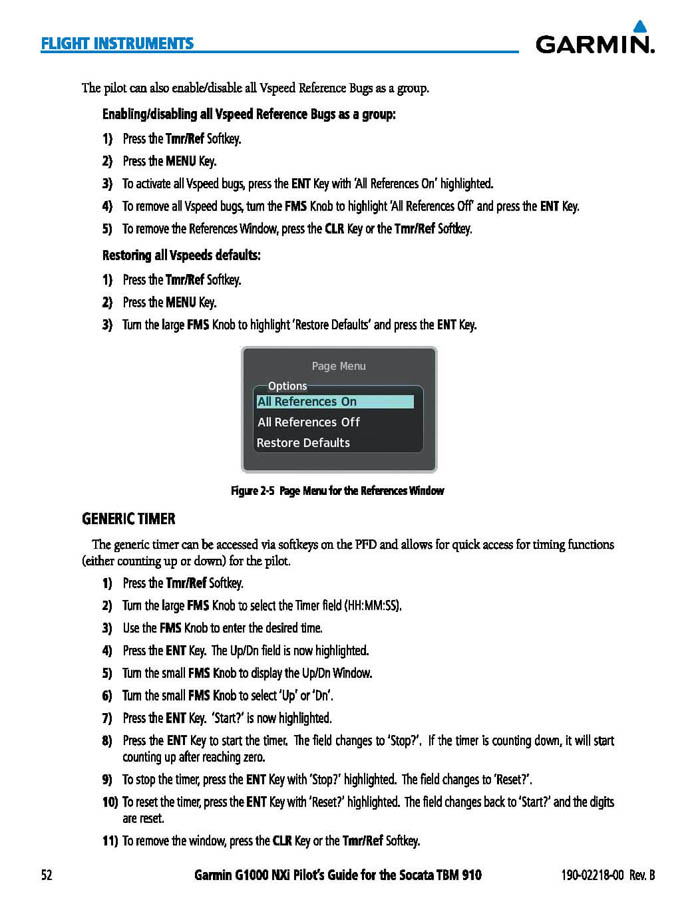 FLIGHT INSTRUMENTS
GARMIN.
The pilot can also enable/disable all Vspeed Reference Bugs as a group.
Enabling/disabling all Vspeed Reference Bugs as a group:
1) Press the Tmr/Ref Softkey.
2) Press the MENU Key.
3) To activate all Vspeed bugs, press the ENT Key with ‘All References On’ highlighted.
4) To remove all Vspeed bugs, turn the FMS Knob to highlight ‘All References Off’ and press the ENT Key.
5) To remove the References Window, press the CLR Key or the Tmr/Ref Softkey.
Restoring all Vspeeds defaults:
1) Press the Tmr/Ref Softkey.
2) Press the MENU Key.
3) Turn the large FMS Knob to highlight ‘Restore Defaults’ and press the ENT Key.
Page Menu
Options
All References On
All References Off
Restore Defaults
Figure 2-5 Page Menu for the References Window
GENERIC TIMER
The generic timer can be accessed via softkeys on the PFD and allows for quick access for timing functions
(either counting up or down) for the pilot.
1) Press the Tmr/Ref Softkey.
2) Turn the large FMS Knob to select the Timer field (HH:MM:SS).
3) Use the FMS Knob to enter the desired time.
4) Press the ENT Key. The Up/Dn field is now highlighted.
5) Turn the small FMS Knob to display the Up/Dn Window.
6) Turn the small FMS Knob to select ‘Up’ or ‘Dn’.
7) Press the ENT Key. ‘Start?’ is now highlighted.
8) Press the ENT Key to start the timer. The field changes to ‘Stop?’. If the timer is counting down, it will start
counting up after reaching zero.
9) To stop the timer, press the ENT Key with ‘Stop?’ highlighted. The field changes to ‘Reset?’.
10) To reset the timer, press the ENT Key with ‘Reset?’ highlighted. The field changes back to ‘Start?’ and the digits
are reset.
11) To remove the window, press the CLR Key or the Tmr/Ref Softkey.
52
Garmin G1000 NXi Pilot’s Guide for the Socata TBM 910
190-02218-00 Rev. B